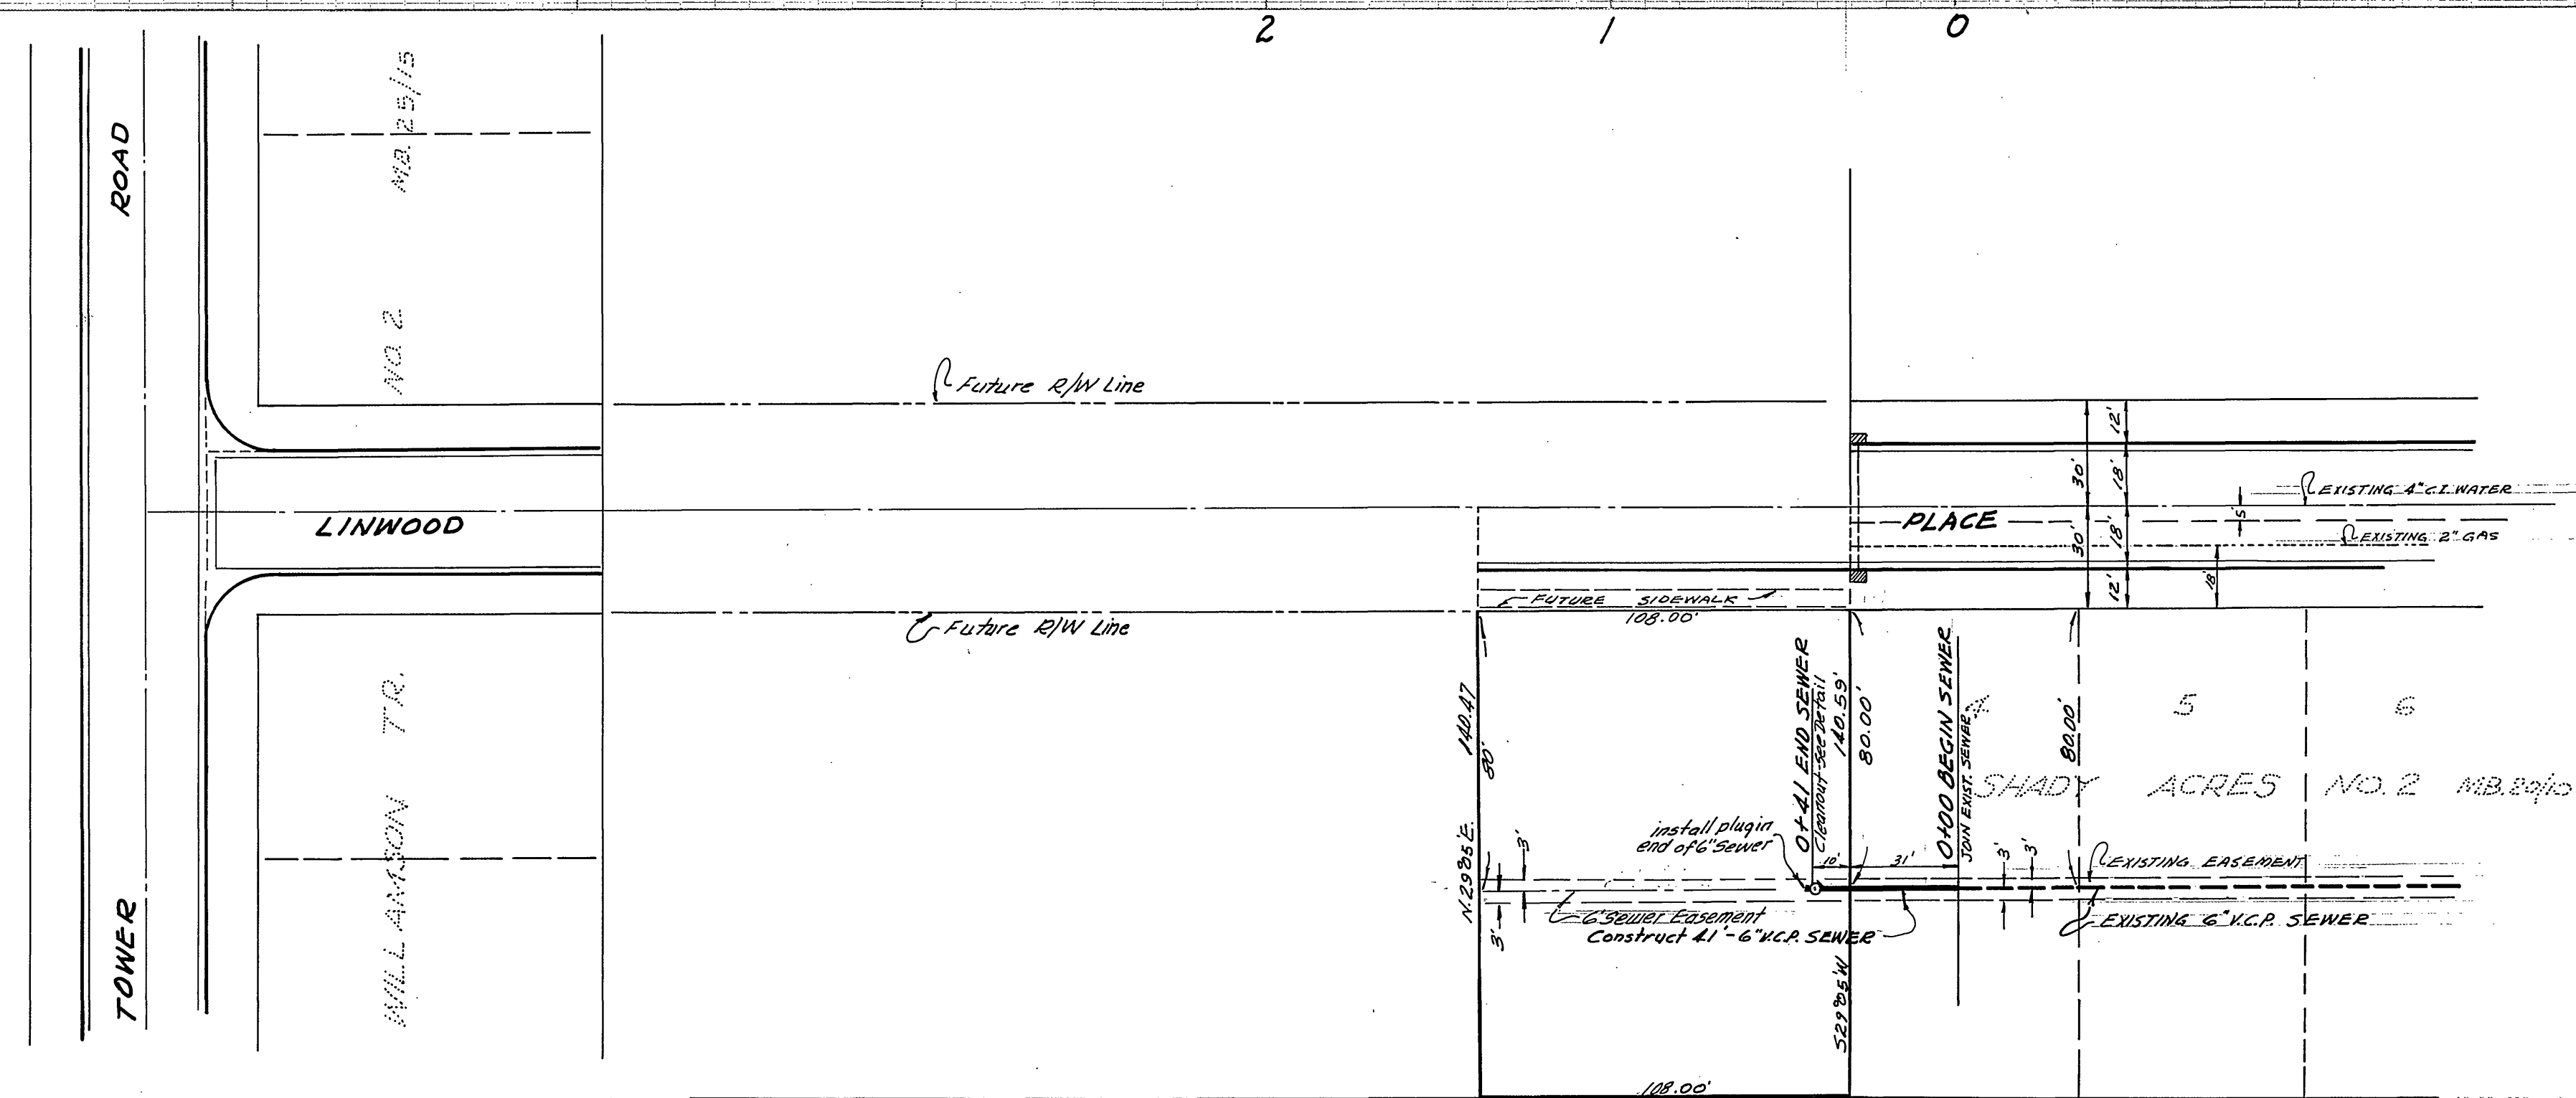 2 1 0
ROAD
TOWER
M.B. 25/15
NO. 2
WILLIAMSON TR.
Future R/W Line
LINWOOD
PLACE
Future R/W Line
12'
30'
18'
5'
EXISTING 4" C.I. WATER
30'
18'
EXISTING 2" GAS
12'
18'
FUTURE SIDEWALK
108.00'
140.47
80'
N.29°05'E.
0+41 END SEWER
Cleanout-See Detail
140.59'
80.00'
0+00 BEGIN SEWER
JOIN EXIST. SEWER
80.00'
4 5 6
SHADY ACRES NO. 2 MB.20/10
install plug in
end of 6" Sewer
10' 31'
3'
3'
3'
3'
EXISTING EASEMENT
6' Sewer Easement
Construct 41'-6" V.C.P. SEWER
EXISTING 6" V.C.P. SEWER
S29°05'W
108.00'